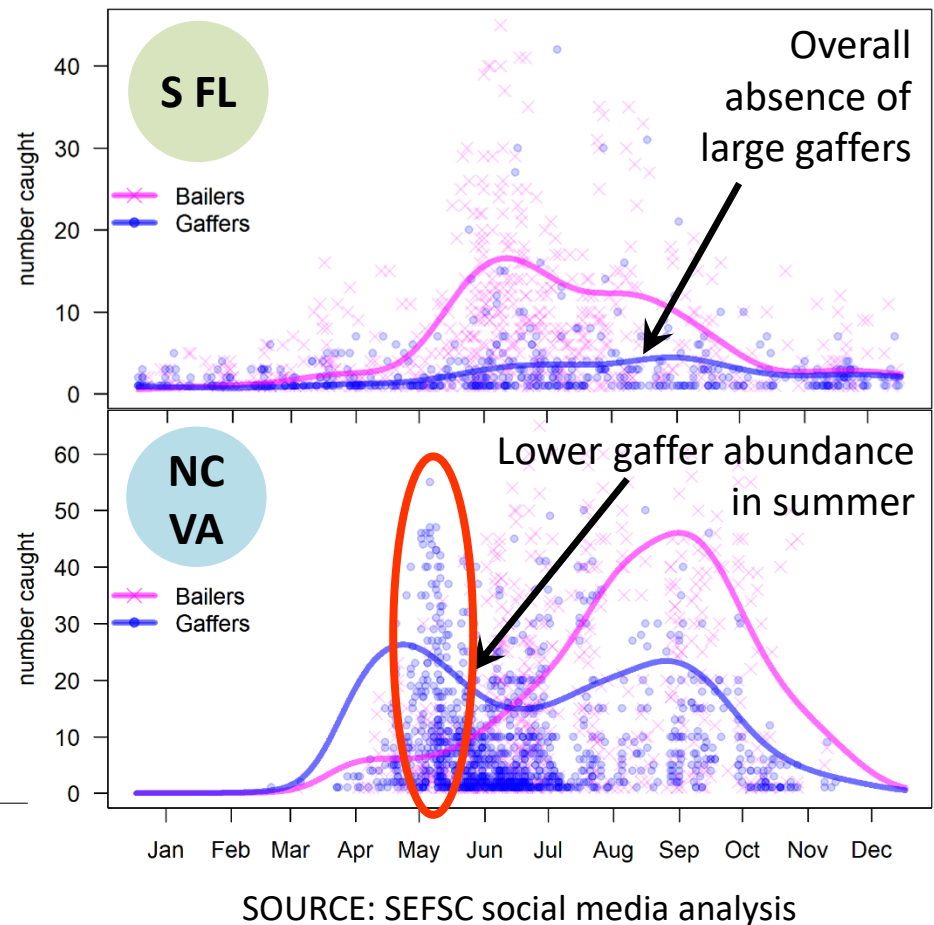 S FL
Overall
absence of
large gaffers
number caught
40
30
20
10
0
Bailers
Gaffers
NC
VA
Lower gaffer abundance
in summer
number caught
60
50
40
30
20
10
0
Bailers
Gaffers
Jan Feb Mar Apr May Jun Jul Aug Sep Oct Nov Dec
SOURCE: SEFSC social media analysis